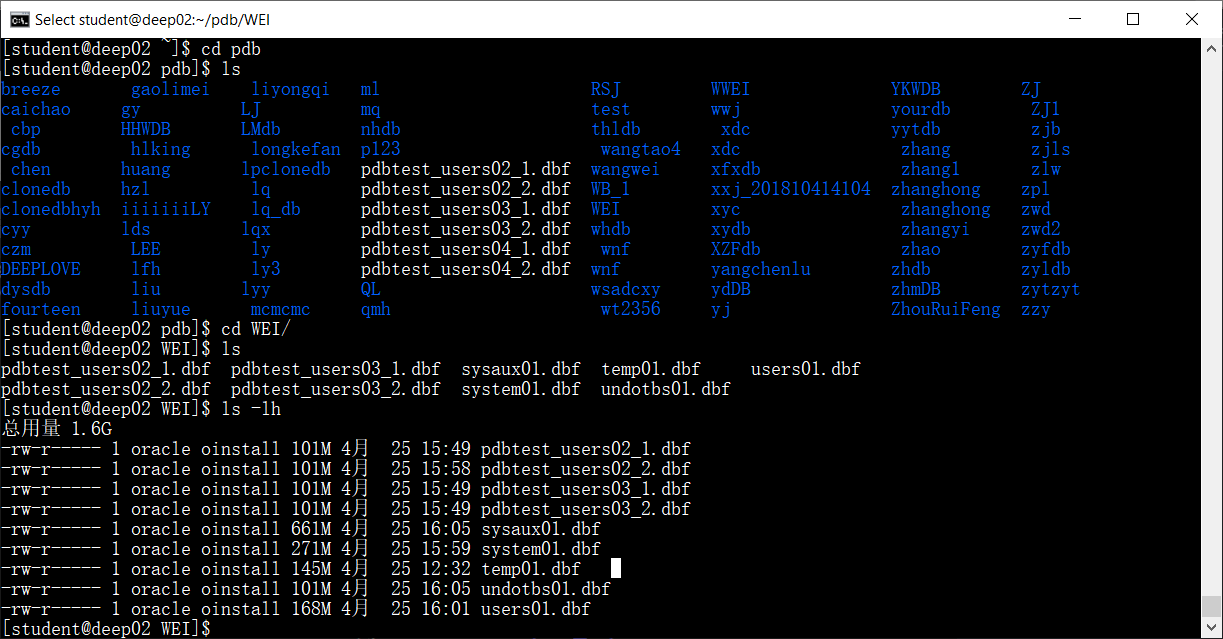 Select student@deep02:~/pdb/WEI
[student@deep02 ~]$ cd pdb
[student@deep02 pdb]$ ls
breeze gaolimei liyongqi ml RSJ WWEI YKWDB ZJ
caichao gy LJ mq test wwj yourdb ZJ1
cbp HHWDB LMdb nhdb thldb xdc yytdb zjb
cgdb hlking longkefan p123 wangtao4 xdc zhang zjls
chen huang lpclonedb pdbtest_users02_1.dbf wangwei xfxdb zhang1 zlw
clonedb hzl lq pdbtest_users02_2.dbf WB_1 xxj_201810414104 zhanghong zpl
clonedbhyh iiiiiiiLY lq_db pdbtest_users03_1.dbf WEI xyc zhanghong zwd
cyy lds lqx pdbtest_users03_2.dbf whdb xydb zhangyi zwd2
czm LEE ly pdbtest_users04_1.dbf wnf XZFdb zhao zyfdb
DEEPLOVE lfh ly3 pdbtest_users04_2.dbf wnf yangchenlu zhdb zyldb
dysdb liu lyy QL wsadcxy ydDB zhmDB zytzyt
fourteen liuyue mcmcmc qmh wt2356 yj ZhouRuiFeng zzy
[student@deep02 pdb]$ cd WEI/
[student@deep02 WEI]$ ls
pdbtest_users02_1.dbf pdbtest_users03_1.dbf sysaux01.dbf temp01.dbf users01.dbf
pdbtest_users02_2.dbf pdbtest_users03_2.dbf system01.dbf undotbs01.dbf
[student@deep02 WEI]$ ls -lh
总用量 1.6G
-rw-r----- 1 oracle oinstall 101M 4月 25 15:49 pdbtest_users02_1.dbf
-rw-r----- 1 oracle oinstall 101M 4月 25 15:58 pdbtest_users02_2.dbf
-rw-r----- 1 oracle oinstall 101M 4月 25 15:49 pdbtest_users03_1.dbf
-rw-r----- 1 oracle oinstall 101M 4月 25 15:49 pdbtest_users03_2.dbf
-rw-r----- 1 oracle oinstall 661M 4月 25 16:05 sysaux01.dbf
-rw-r----- 1 oracle oinstall 271M 4月 25 15:59 system01.dbf
-rw-r----- 1 oracle oinstall 145M 4月 25 12:32 temp01.dbf
-rw-r----- 1 oracle oinstall 101M 4月 25 16:05 undotbs01.dbf
-rw-r----- 1 oracle oinstall 168M 4月 25 16:01 users01.dbf
[student@deep02 WEI]$